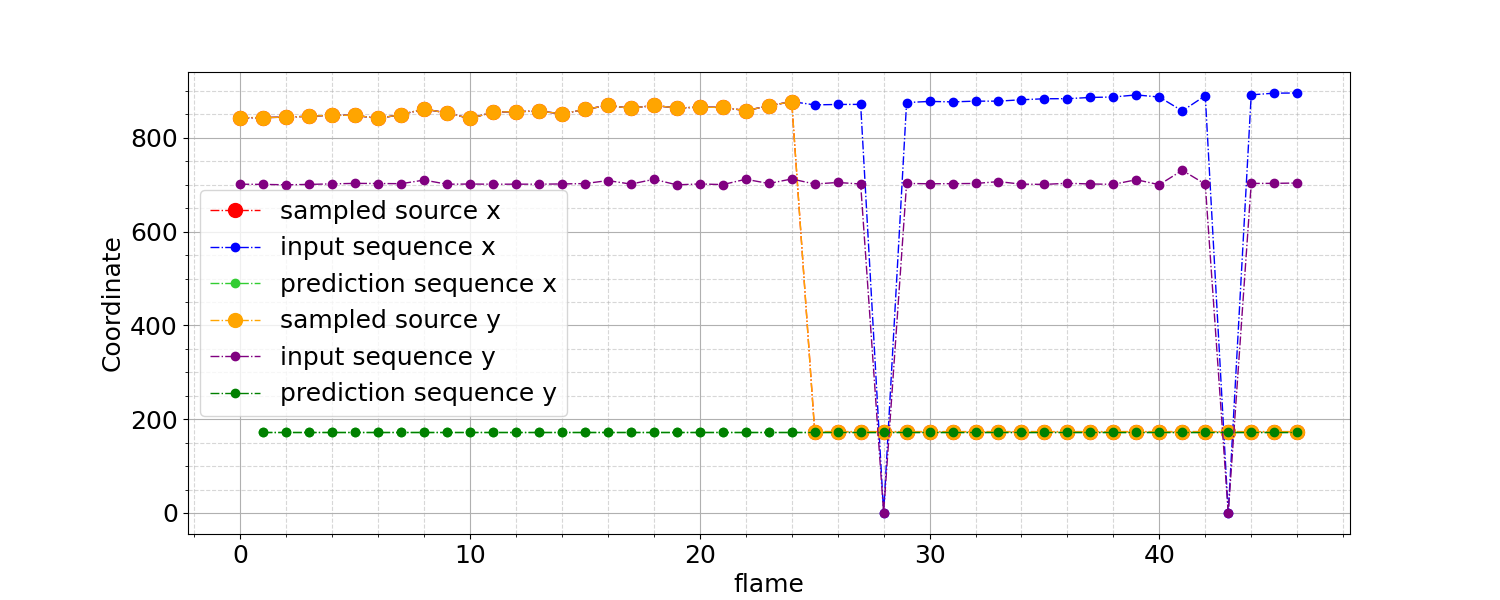 800
600
400
200
0
Coordinate
sampled source x
input sequence x
prediction sequence x
sampled source y
input sequence y
prediction sequence y
0 10 20 30 40
flame